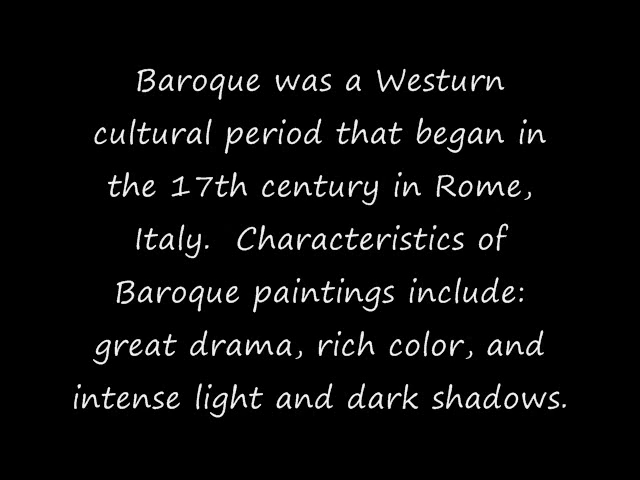 Baroque was a Westurn
cultural period that began in
the 17th century in Rome,
Italy.  Characteristics of
Baroque paintings include:
great drama, rich color, and
intense light and dark shadows.